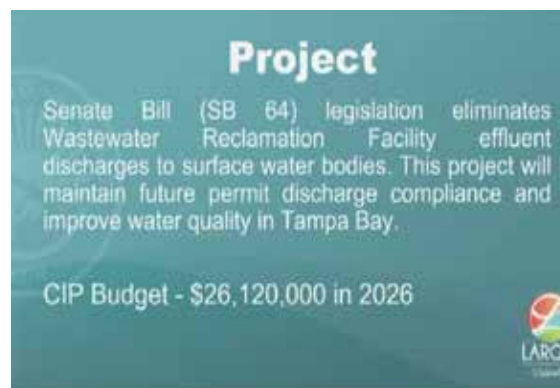 Project
Senate Bill (SB 64) legislation eliminates
Wastewater Reclamation Facility effluent
discharges to surface water bodies. This project will
maintain future permit discharge compliance and
improve water quality in Tampa Bay.
CIP Budget - $26,120,000 in 2026
LARG